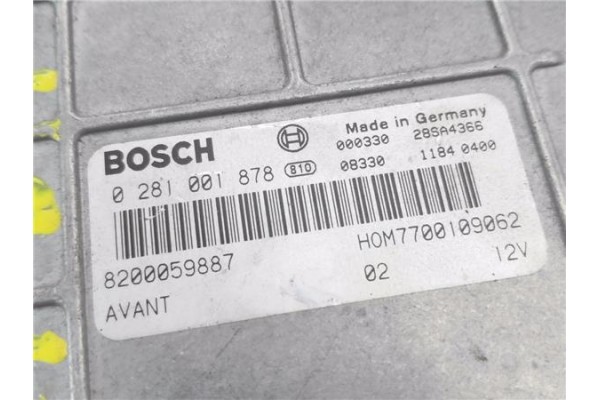 BOSCH Made in Germany
000330 28SA4366
0 281 001 878 810 08330 1184 0400
8200059887 HOM7700109062
AVANT 02 12V